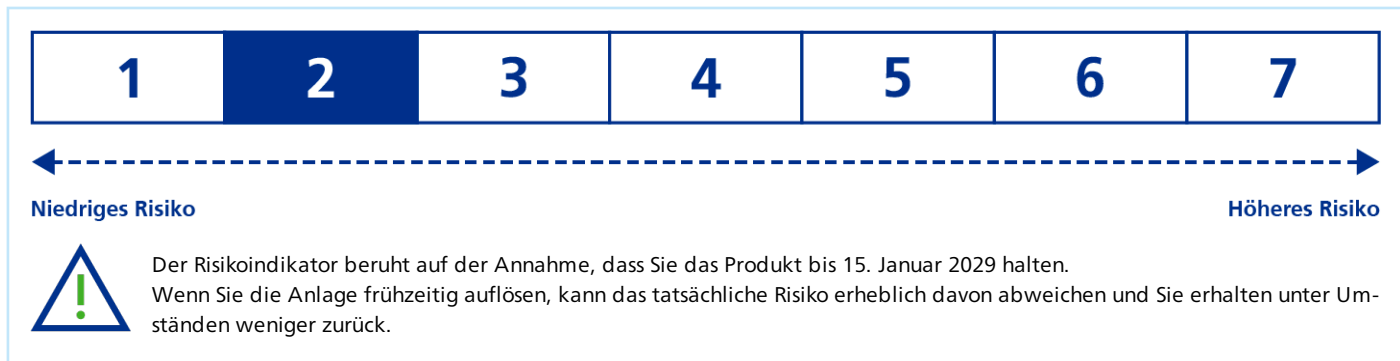 1 2 3 4 5 6 7
Niedriges Risiko Höheres Risiko
!
Der Risikoindikator beruht auf der Annahme, dass Sie das Produkt bis 15. Januar 2029 halten.
Wenn Sie die Anlage frühzeitig auflösen, kann das tatsächliche Risiko erheblich davon abweichen und Sie erhalten unter Um-
ständen weniger zurück.